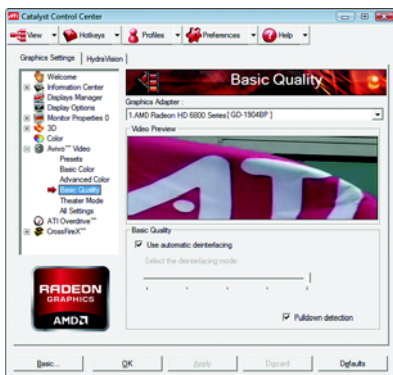 ATI Catalyst Control Center
View Hotkeys Profiles Preferences Help
Graphics Settings HydraVision
Welcome
Information Center
Displays Manager
Display Options
Monitor Properties 0
3D
Color
Avivo™ Video
Presets
Basic Color
Advanced Color
Basic Quality
Theater Mode
All Settings
ATI Overdrive™
CrossFireX™
RADEON
GRAPHICS
AMD
Basic Quality
Graphics Adapter :
1.AMD Radeon HD 6800 Series [ GD-1904BP ]
Video Preview
ATI
Basic Quality
Use automatic deinterlacing
Select the deinterlacing mode:
Pulldown detection
Basic... OK Apply Discard Defaults